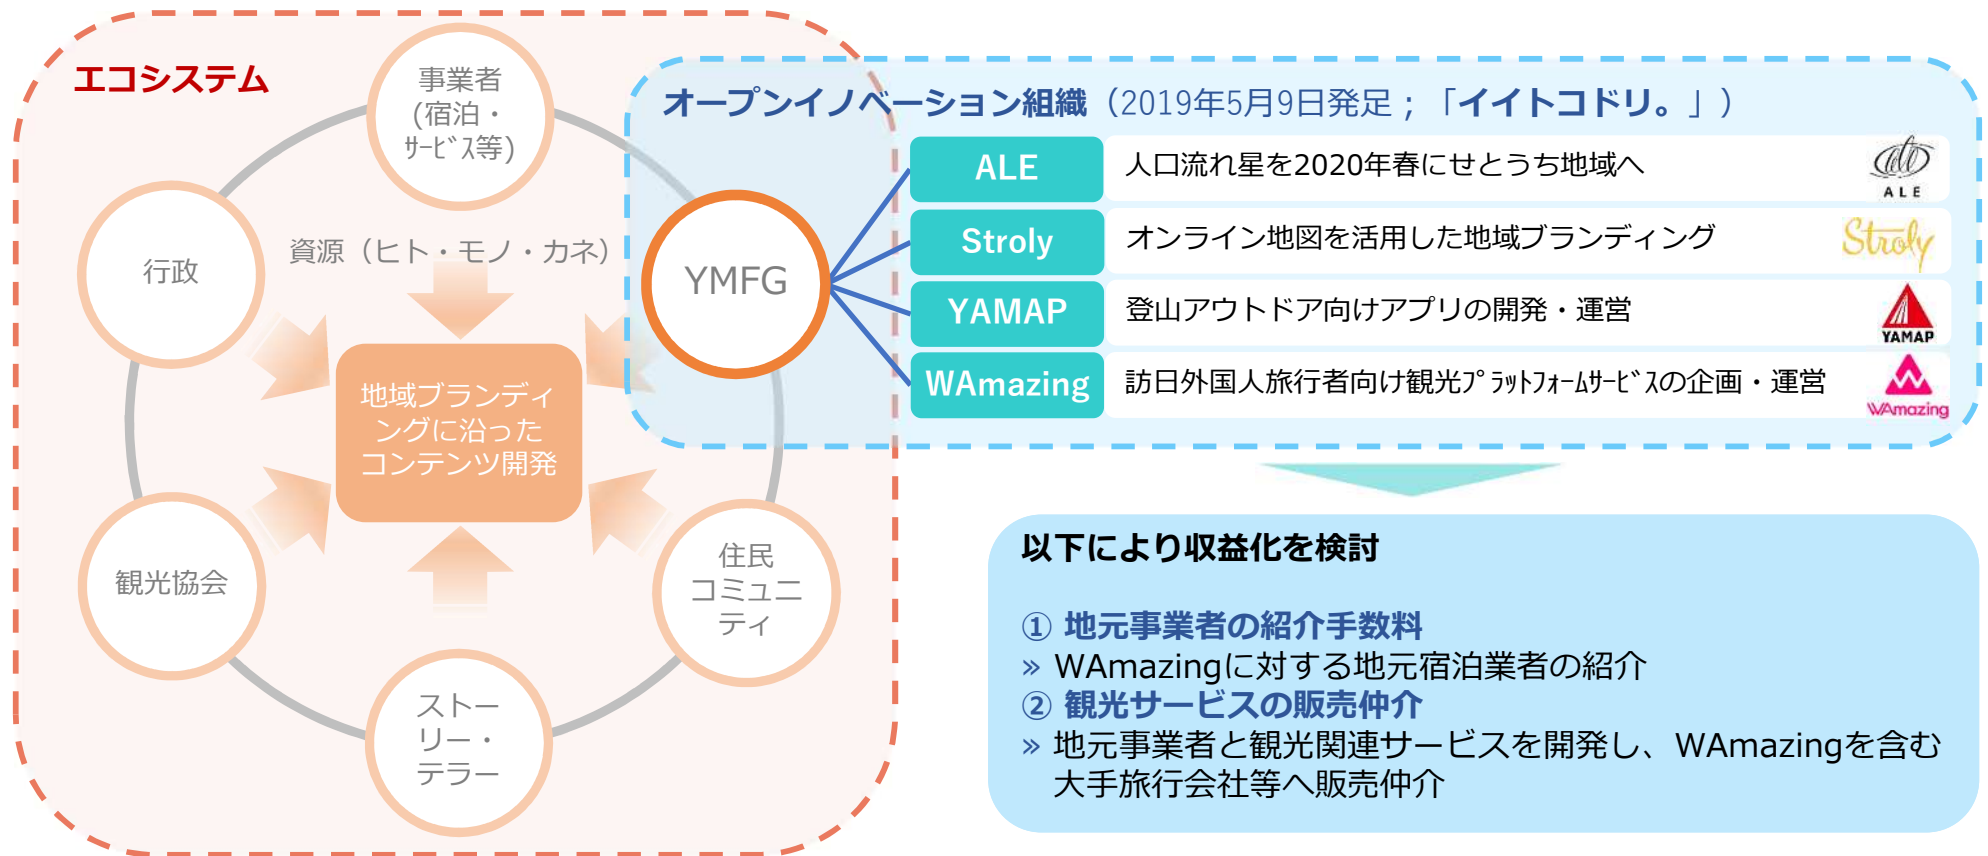 エコシステム
事業者
(宿泊・
ｻｰﾋﾞｽ等)
行政
資源（ヒト・モノ・カネ）
YMFG
地域ブランディ
ングに沿った
コンテンツ開発
観光協会
住民
コミュニ
ティ
ストー
リー・
テラー
オープンイノベーション組織（2019年5月9日発足；「イイトコドリ。」）
ALE
人口流れ星を2020年春にせとうち地域へ
ALE
Stroly
オンライン地図を活用した地域ブランディング
Stroly
YAMAP
登山アウトドア向けアプリの開発・運営
YAMAP
WAmazing
訪日外国人旅行者向け観光ﾌﾟﾗｯﾄﾌｫｰﾑｻｰﾋﾞｽの企画・運営
WAmazing
以下により収益化を検討
① 地元事業者の紹介手数料
» WAmazingに対する地元宿泊業者の紹介
② 観光サービスの販売仲介
» 地元事業者と観光関連サービスを開発し、WAmazingを含む
大手旅行会社等へ販売仲介